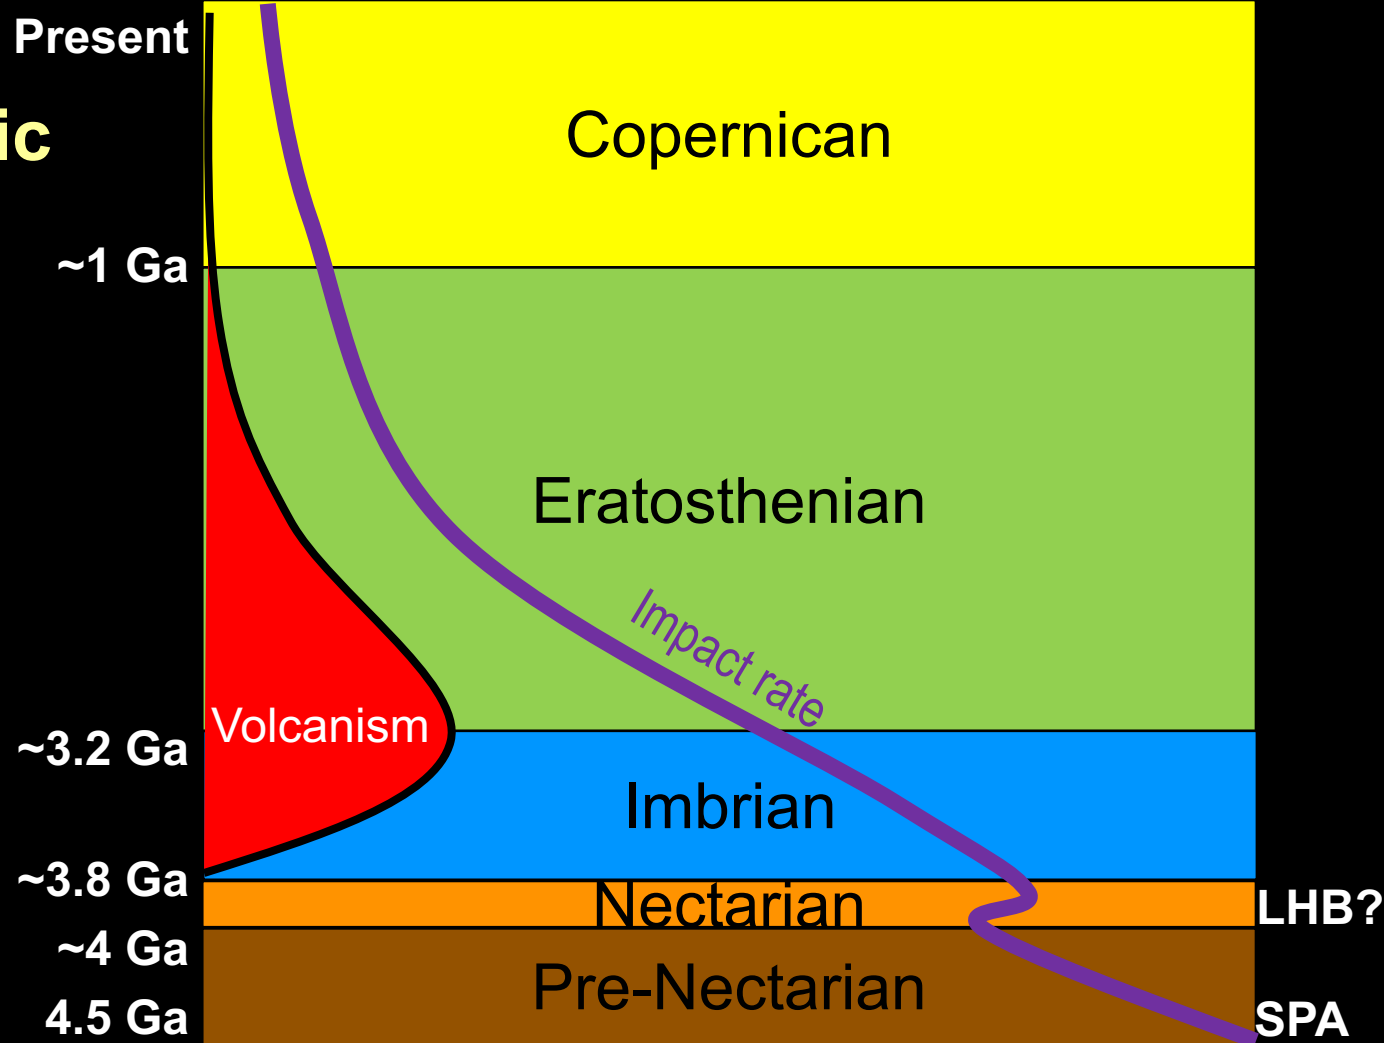 Present
ic
Copernican
~1 Ga
Eratosthenian
Impact rate
Volcanism
~3.2 Ga
Imbrian
~3.8 Ga
Nectarian
LHB?
~4 Ga
Pre-Nectarian
4.5 Ga
SPA